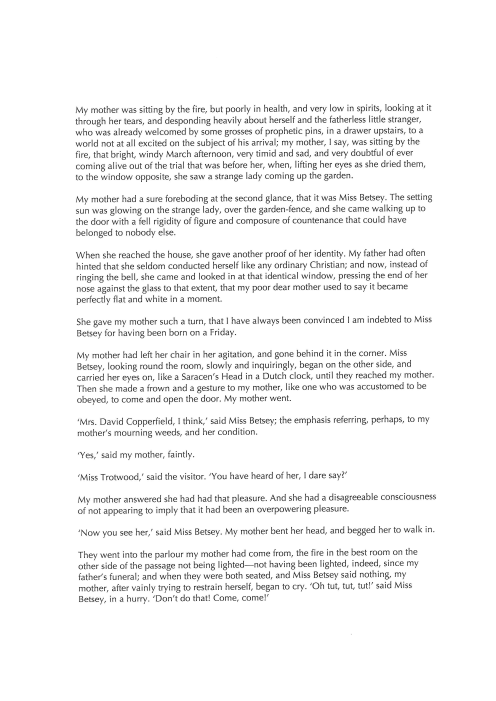 My mother was sitting by the fire, but poorly in health, and very low in spirits, looking at it
through her tears, and desponding heavily about herself and the fatherless little stranger,
who was already welcomed by some grosses of prophetic pins, in a drawer upstairs, to a
world not at all excited on the subject of his arrival; my mother, I say, was sitting by the
fire, that bright, windy March afternoon, very timid and sad, and very doubtful of ever
coming alive out of the trial that was before her, when, lifting her eyes as she dried them,
to the window opposite, she saw a strange lady coming up the garden.
My mother had a sure foreboding at the second glance, that it was Miss Betsey. The setting
sun was glowing on the strange lady, over the garden-fence, and she came walking up to
the door with a fell rigidity of figure and composure of countenance that could have
belonged to nobody else.
When she reached the house, she gave another proof of her identity. My father had often
hinted that she seldom conducted herself like any ordinary Christian; and now, instead of
ringing the bell, she came and looked in at that identical window, pressing the end of her
nose against the glass to that extent, that my poor dear mother used to say it became
perfectly flat and white in a moment.
She gave my mother such a turn, that I have always been convinced I am indebted to Miss
Betsey for having been born on a Friday.
My mother had left her chair in her agitation, and gone behind it in the corner. Miss
Betsey, looking round the room, slowly and inquiringly, began on the other side, and
carried her eyes on, like a Saracen's Head in a Dutch clock, until they reached my mother.
Then she made a frown and a gesture to my mother, like one who was accustomed to be
obeyed, to come and open the door. My mother went.
‘Mrs. David Copperfield, I think,’ said Miss Betsey; the emphasis referring, perhaps, to my
mother's mourning weeds, and her condition.
‘Yes,’ said my mother, faintly.
‘Miss Trotwood,’ said the visitor. ‘You have heard of her, I dare say?’
My mother answered she had had that pleasure. And she had a disagreeable consciousness
of not appearing to imply that it had been an overpowering pleasure.
‘Now you see her,’ said Miss Betsey. My mother bent her head, and begged her to walk in.
They went into the parlour my mother had come from, the fire in the best room on the
other side of the passage not being lighted—not having been lighted, indeed, since my
father's funeral; and when they were both seated, and Miss Betsey said nothing, my
mother, after vainly trying to restrain herself, began to cry. ‘Oh tut, tut, tut!’ said Miss
Betsey, in a hurry. ‘Don't do that! Come, come!’